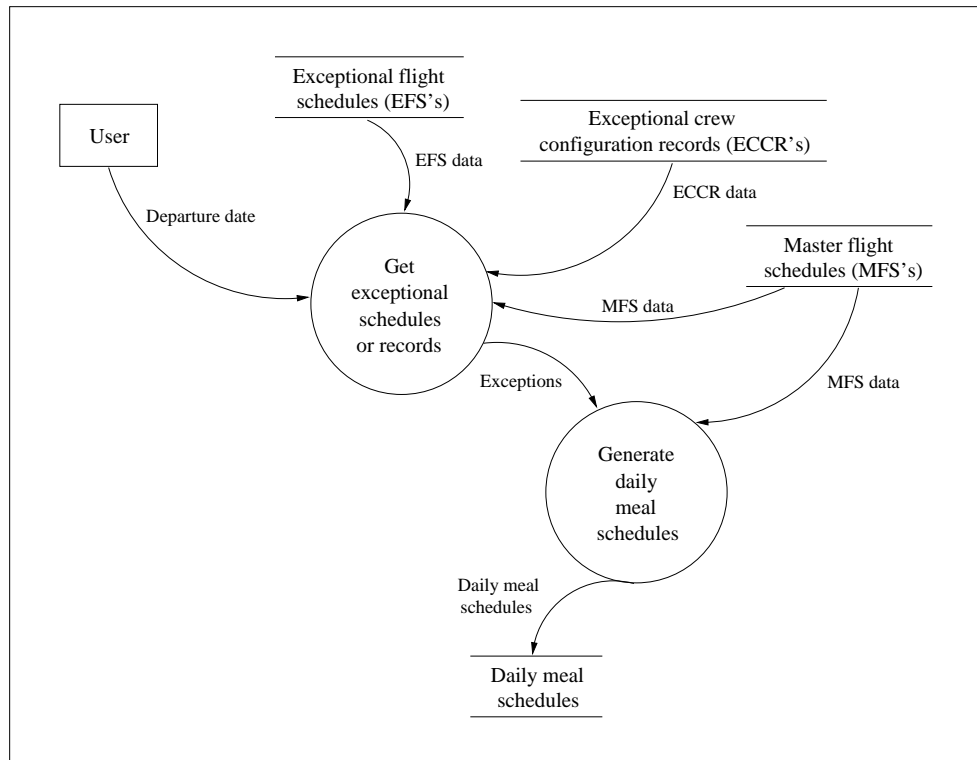 Exceptional flight
schedules (EFS's)
User
Exceptional crew
configuration records (ECCR's)
EFS data
ECCR data
Departure date
Master flight
schedules (MFS's)
Get
exceptional
schedules
or records
MFS data
Exceptions
MFS data
Generate
daily
meal
schedules
Daily meal
schedules
Daily meal
schedules